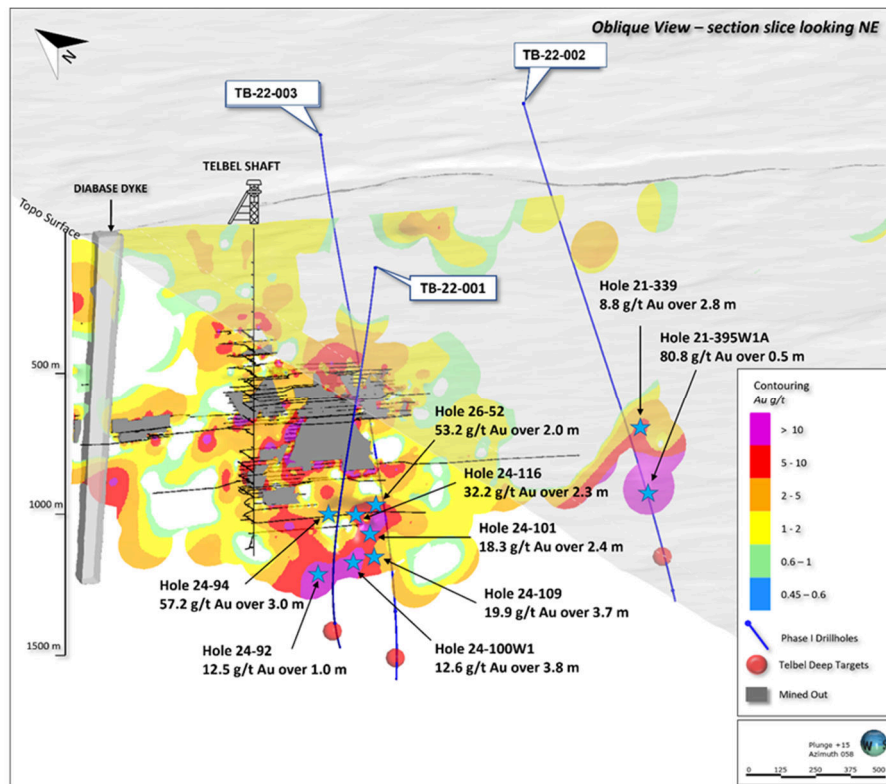 Oblique View – section slice looking NE
N
TB-22-002
TB-22-003
TELBEL SHAFT
DIABASE DYKE
Topo Surface
TB-22-001
Hole 21-339
8.8 g/t Au over 2.8 m
Hole 21-395W1A
80.8 g/t Au over 0.5 m
500 m
Hole 26-52
53.2 g/t Au over 2.0 m
Hole 24-116
32.2 g/t Au over 2.3 m
1000 m
Hole 24-101
18.3 g/t Au over 2.4 m
Hole 24-94
57.2 g/t Au over 3.0 m
Hole 24-109
19.9 g/t Au over 3.7 m
Hole 24-92
12.5 g/t Au over 1.0 m
Hole 24-100W1
12.6 g/t Au over 3.8 m
1500 m
Contouring
Au g/t
> 10
5 - 10
2 - 5
1 - 2
0.6 – 1
0.45 – 0.6
Phase I Drillholes
Telbel Deep Targets
Mined Out
Plunge +15
Azimuth 058
W S
0 125 250 375 500